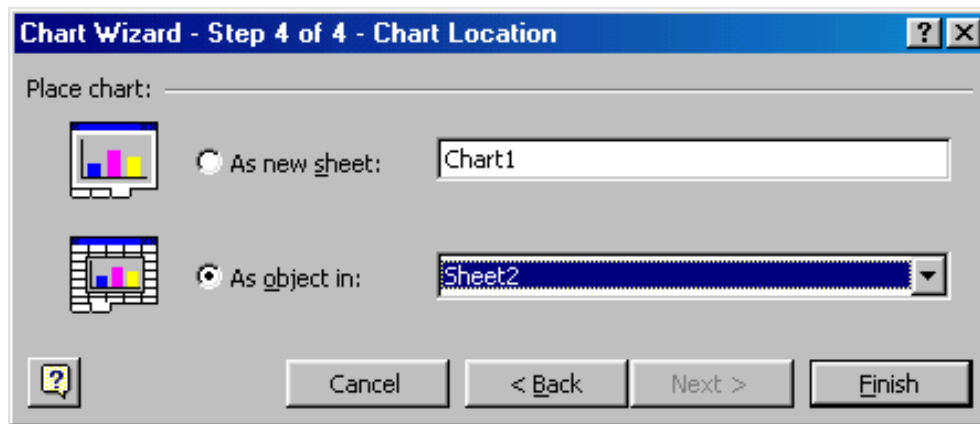 Chart Wizard - Step 4 of 4 - Chart Location ?
Place chart:
As new sheet: Chart1
As object in: Sheet2
? Cancel < Back Next > Finish